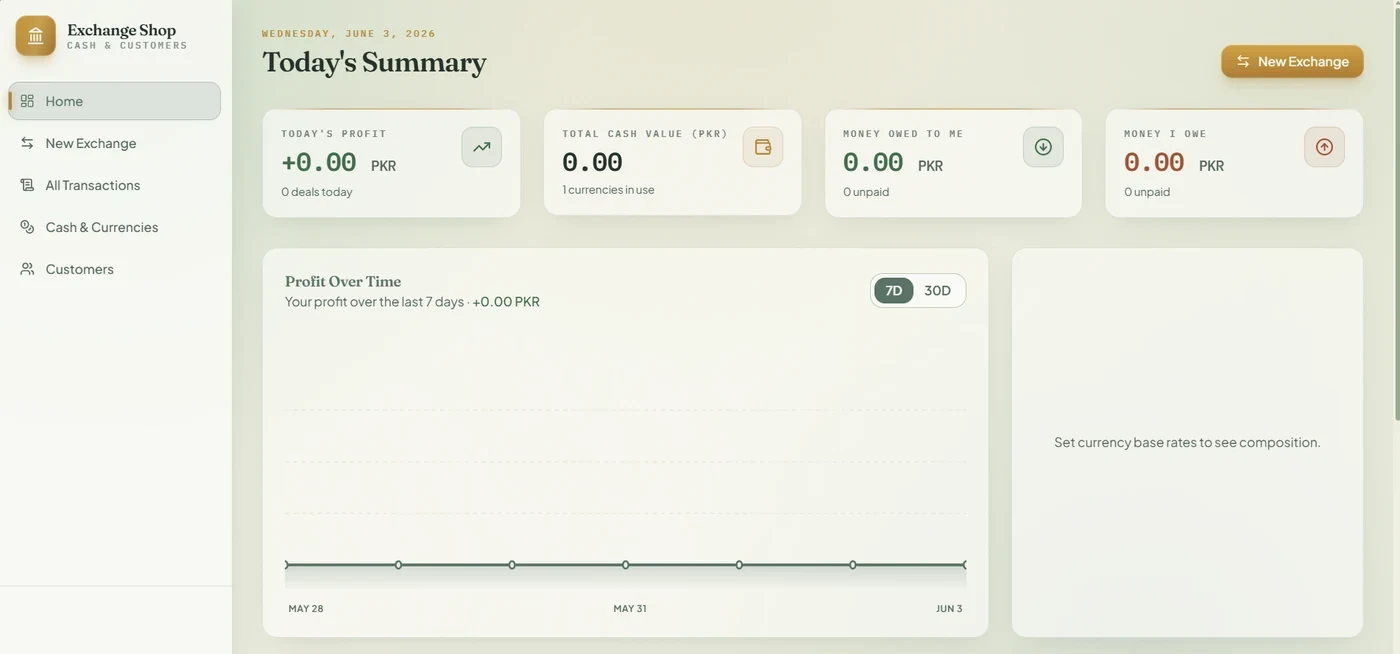 Exchange Shop
CASH & CUSTOMERS
Home
New Exchange
All Transactions
Cash & Currencies
Customers
WEDNESDAY, JUNE 3, 2026
Today's Summary
New Exchange
TODAY'S PROFIT
+0.00 PKR
0 deals today
TOTAL CASH VALUE (PKR)
0.00
1 currencies in use
MONEY OWED TO ME
0.00 PKR
0 unpaid
MONEY I OWE
0.00 PKR
0 unpaid
Profit Over Time
Your profit over the last 7 days · +0.00 PKR
7D 30D
MAY 28 MAY 31 JUN 3
Set currency base rates to see composition.